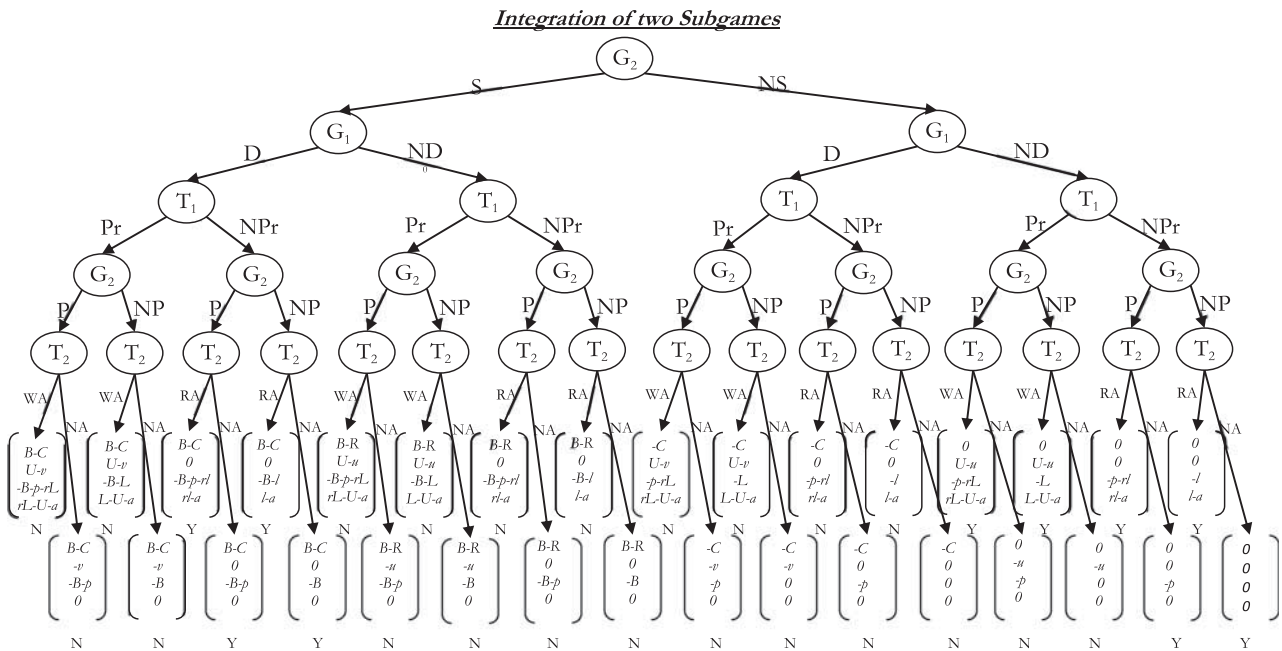 Integration of two Subgames
G2
S NS
G1 G1
D ND D ND
0
T1 T1 T1 T1
Pr NPr Pr NPr Pr NPr Pr NPr
G2 G2 G2 G2 G2 G2 G2 G2
P NP P NP P NP P NP P NP P NP P NP P NP
T2 T2 T2 T2 T2 T2 T2 T2 T2 T2 T2 T2 T2 T2 T2 T2
WA WA RA RA WA WA RA RA WA WA RA RA WA WA RA RA
NA NA NA NA NA NA NA NA NA NA NA NA NA NA NA NA
B-C B-C B-C B-C B-R B-R B-R B-R -C -C -C -C 0 0 0 0
U-v U-v 0 0 U-u U-u 0 0 U-v U-v 0 0 U-u U-u 0 0
-B-p-rL -B-L -B-p-rl -B-l -B-p-rL -B-L -B-p-rl -B-l -p-rL -L -p-rl -l -p-rL -L -p-rl -l
rL-U-a L-U-a rl-a l-a rL-U-a L-U-a rl-a l-a rL-U-a L-U-a rl-a l-a rL-U-a L-U-a rl-a l-a
N N Y Y N N N N N N N N Y Y Y Y
B-C B-C B-C B-C B-R B-R B-R B-R -C -C -C -C 0 0 0 0
-v -v 0 0 -u -u 0 0 -v -v 0 0 -u -u 0 0
-B-p -B -B-p -B -B-p -B -B-p -B -p 0 -p 0 -p 0 -p 0
0 0 0 0 0 0 0 0 0 0 0 0 0 0 0 0
N N Y Y N N N N N N N N N N Y Y